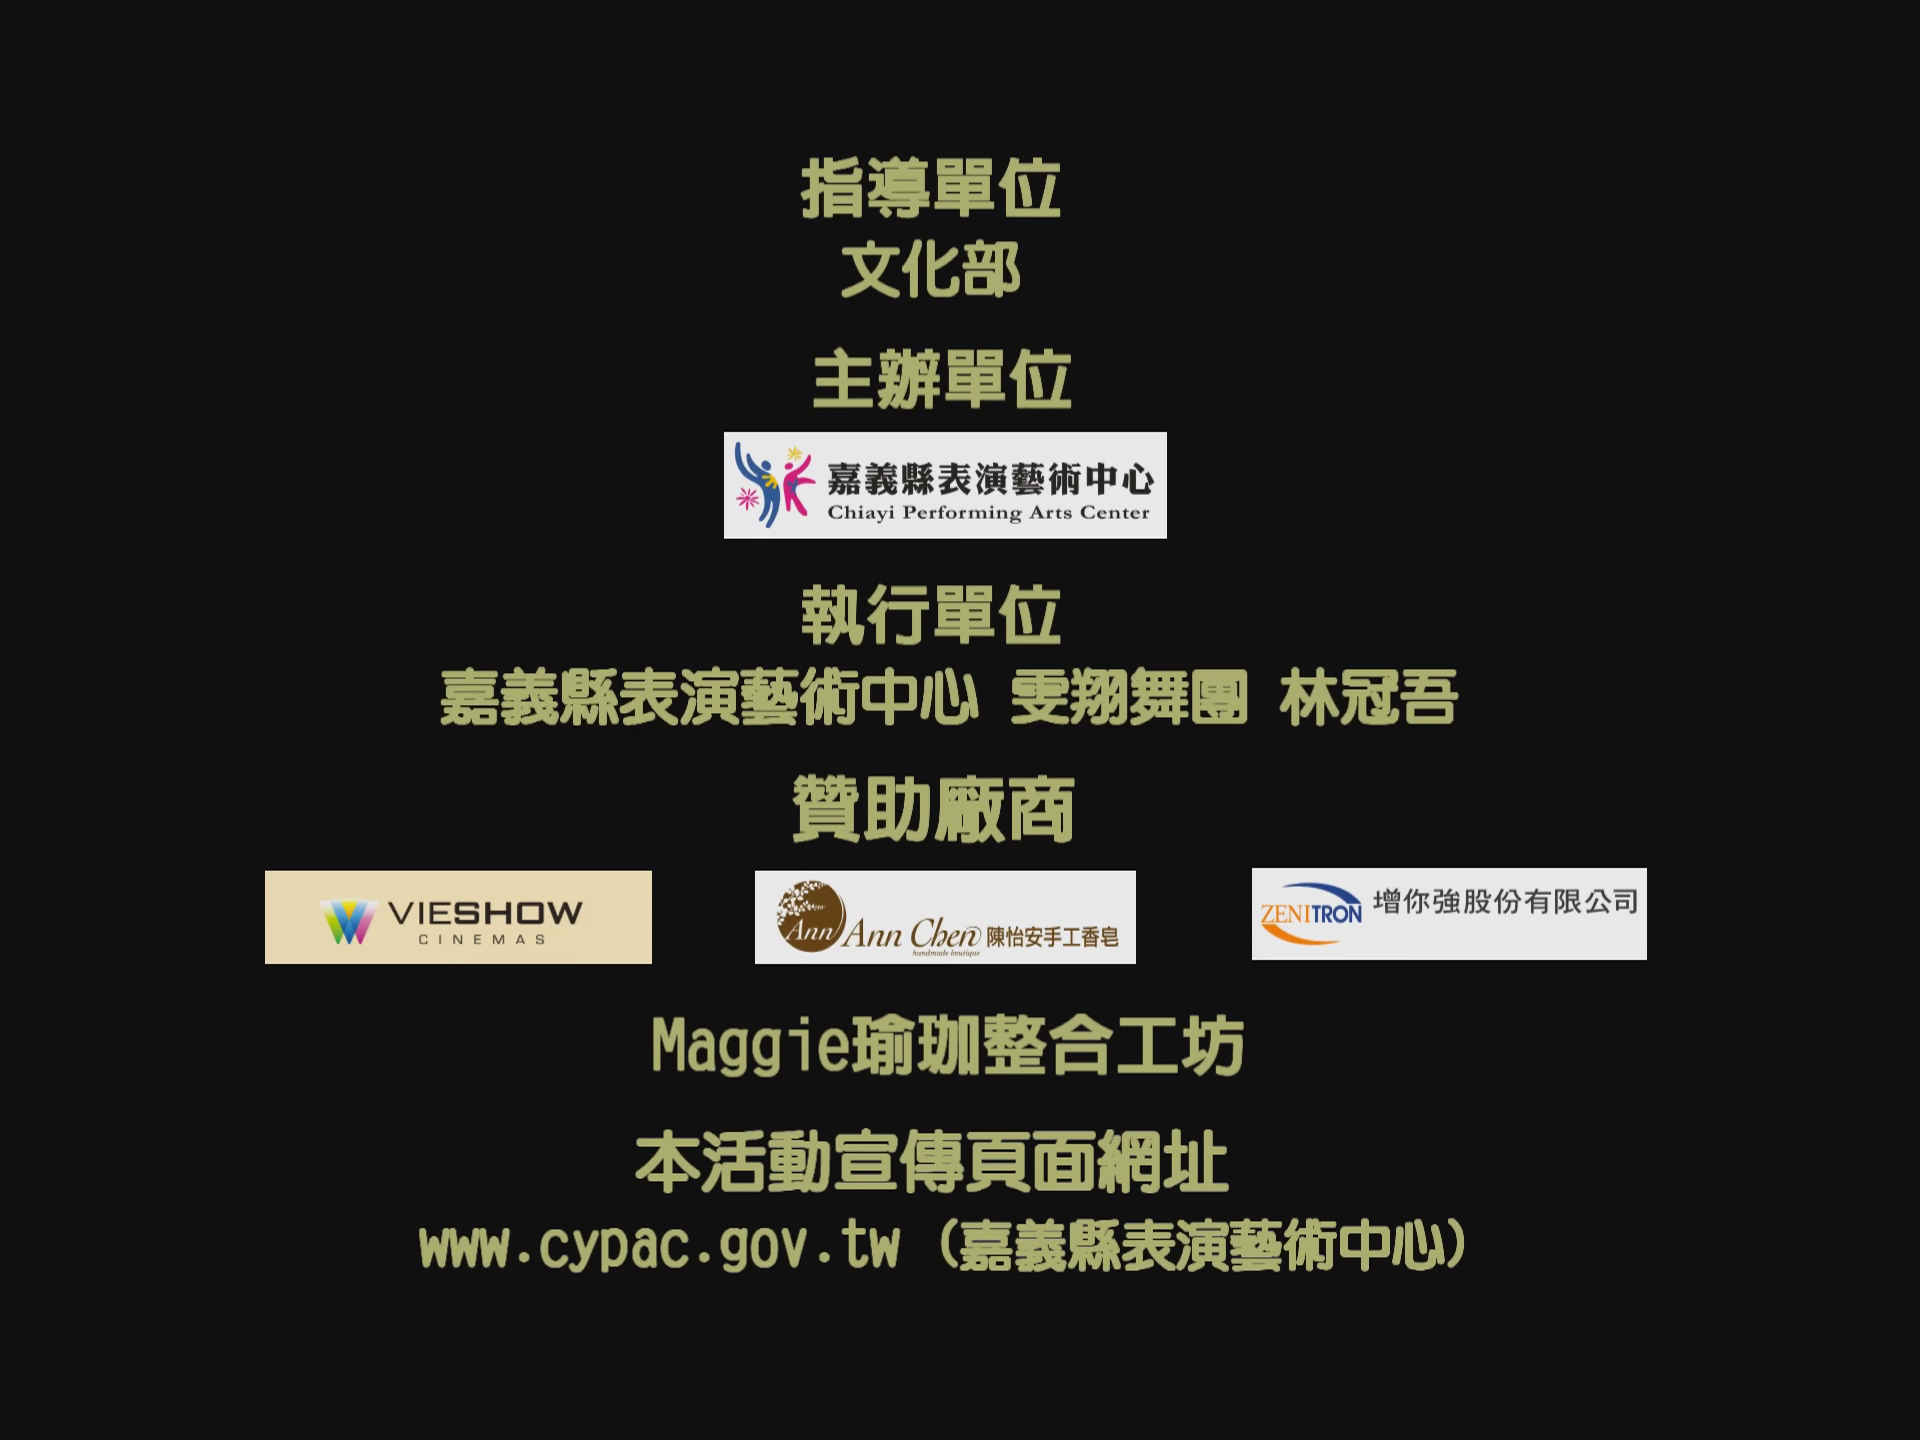 指導單位
文化部
主辦單位
嘉義縣表演藝術中心
Chiayi Performing Arts Center
執行單位
嘉義縣表演藝術中心 雯翔舞團 林冠吾
贊助廠商
VIESHOW
CINEMAS
Ann
Ann Chen 陳怡安手工香皂
handmade boutique
ZENITRON 增你強股份有限公司
Maggie瑜珈整合工坊
本活動宣傳頁面網址
www.cypac.gov.tw (嘉義縣表演藝術中心)